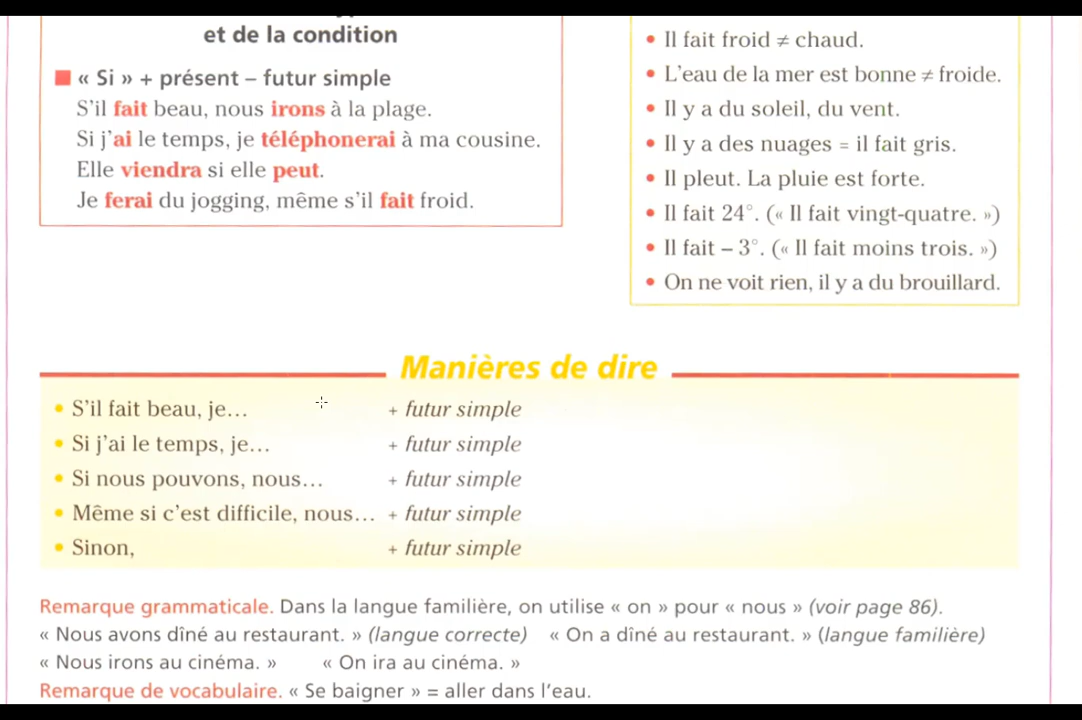 et de la condition
« Si » + présent – futur simple
S'il fait beau, nous irons à la plage.
Si j'ai le temps, je téléphonerai à ma cousine.
Elle viendra si elle peut.
Je ferai du jogging, même s'il fait froid.
• Il fait froid ≠ chaud.
• L'eau de la mer est bonne ≠ froide.
• Il y a du soleil, du vent.
• Il y a des nuages = il fait gris.
• Il pleut. La pluie est forte.
• Il fait 24°. (« Il fait vingt-quatre. »)
• Il fait – 3°. (« Il fait moins trois. »)
• On ne voit rien, il y a du brouillard.
Manières de dire
• S'il fait beau, je… + futur simple
• Si j'ai le temps, je… + futur simple
• Si nous pouvons, nous… + futur simple
• Même si c'est difficile, nous… + futur simple
• Sinon, + futur simple
Remarque grammaticale. Dans la langue familière, on utilise « on » pour « nous » (voir page 86).
« Nous avons dîné au restaurant. » (langue correcte) « On a dîné au restaurant. » (langue familière)
« Nous irons au cinéma. » « On ira au cinéma. »
Remarque de vocabulaire. « Se baigner » = aller dans l'eau.